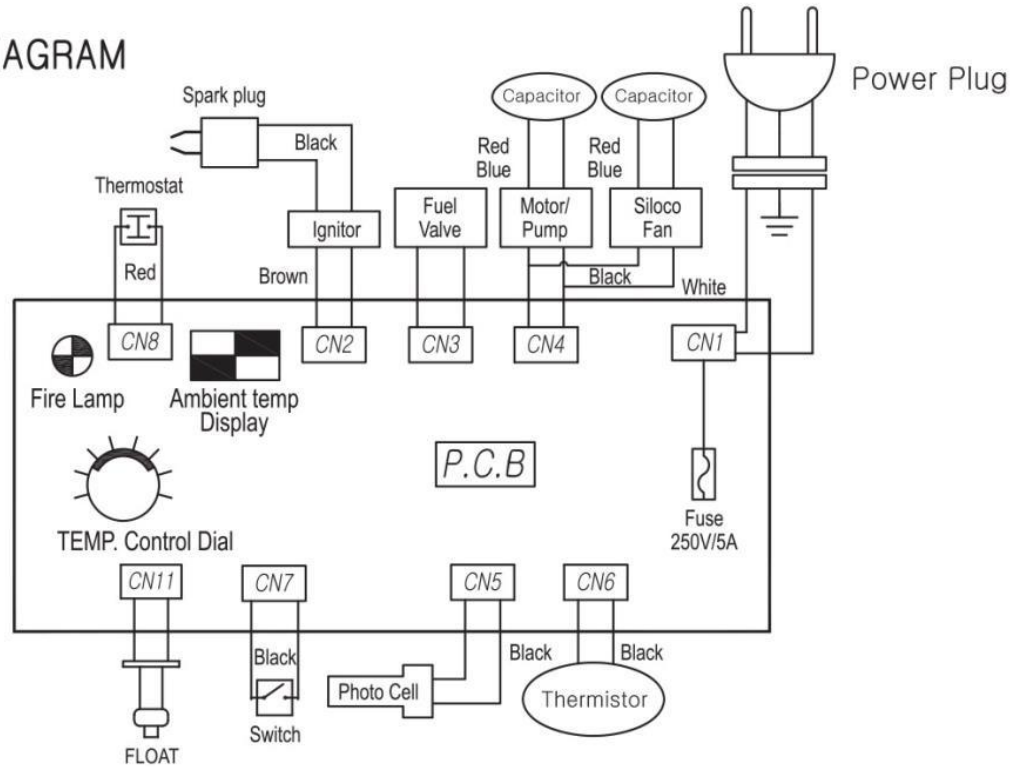 AGRAM
Power Plug
Capacitor
Capacitor
Spark plug
Black
Red
Blue
Red
Blue
Thermostat
Fuel
Valve
Motor/
Pump
Siloco
Fan
Ignitor
Red
Brown
Black
White
CN8
CN2
CN3
CN4
CN1
Fire Lamp
Ambient temp
Display
P.C.B
Fuse
250V/5A
TEMP. Control Dial
CN11
CN7
CN5
CN6
Black
Black
Black
Photo Cell
Thermistor
Switch
FLOAT